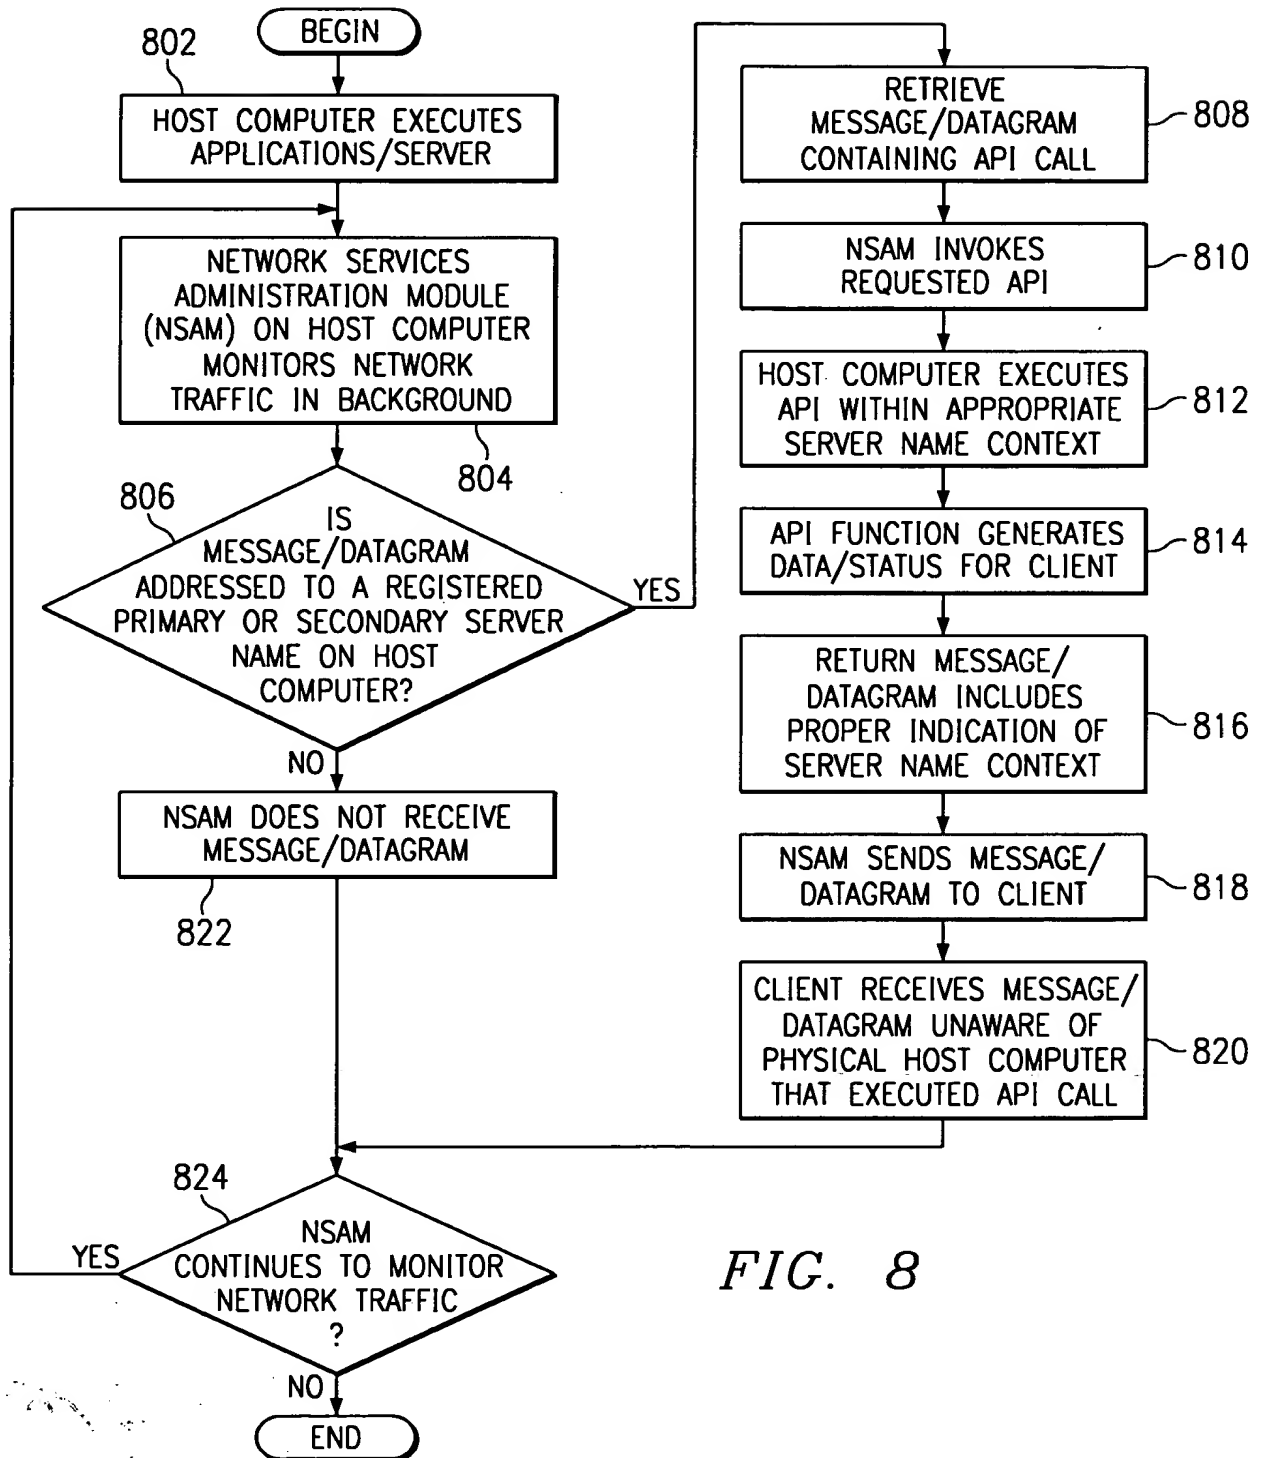 BEGIN
802
HOST COMPUTER EXECUTES
APPLICATIONS/SERVER
NETWORK SERVICES
ADMINISTRATION MODULE
(NSAM) ON HOST COMPUTER
MONITORS NETWORK
TRAFFIC IN BACKGROUND
804
806
IS
MESSAGE/DATAGRAM
ADDRESSED TO A REGISTERED
PRIMARY OR SECONDARY SERVER
NAME ON HOST
COMPUTER?
YES
NO
NSAM DOES NOT RECEIVE
MESSAGE/DATAGRAM
822
RETRIEVE
MESSAGE/DATAGRAM
CONTAINING API CALL
808
NSAM INVOKES
REQUESTED API
810
HOST COMPUTER EXECUTES
API WITHIN APPROPRIATE
SERVER NAME CONTEXT
812
API FUNCTION GENERATES
DATA/STATUS FOR CLIENT
814
RETURN MESSAGE/
DATAGRAM INCLUDES
PROPER INDICATION OF
SERVER NAME CONTEXT
816
NSAM SENDS MESSAGE/
DATAGRAM TO CLIENT
818
CLIENT RECEIVES MESSAGE/
DATAGRAM UNAWARE OF
PHYSICAL HOST COMPUTER
THAT EXECUTED API CALL
820
824
NSAM
CONTINUES TO MONITOR
NETWORK TRAFFIC
?
YES
NO
END
FIG. 8